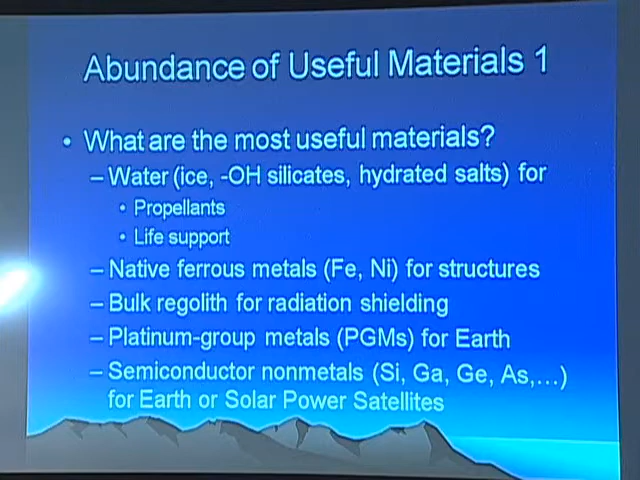 Abundance of Useful Materials 1
• What are the most useful materials?
– Water (ice, -OH silicates, hydrated salts) for
• Propellants
• Life support
– Native ferrous metals (Fe, Ni) for structures
– Bulk regolith for radiation shielding
– Platinum-group metals (PGMs) for Earth
– Semiconductor nonmetals (Si, Ga, Ge, As,…)
for Earth or Solar Power Satellites